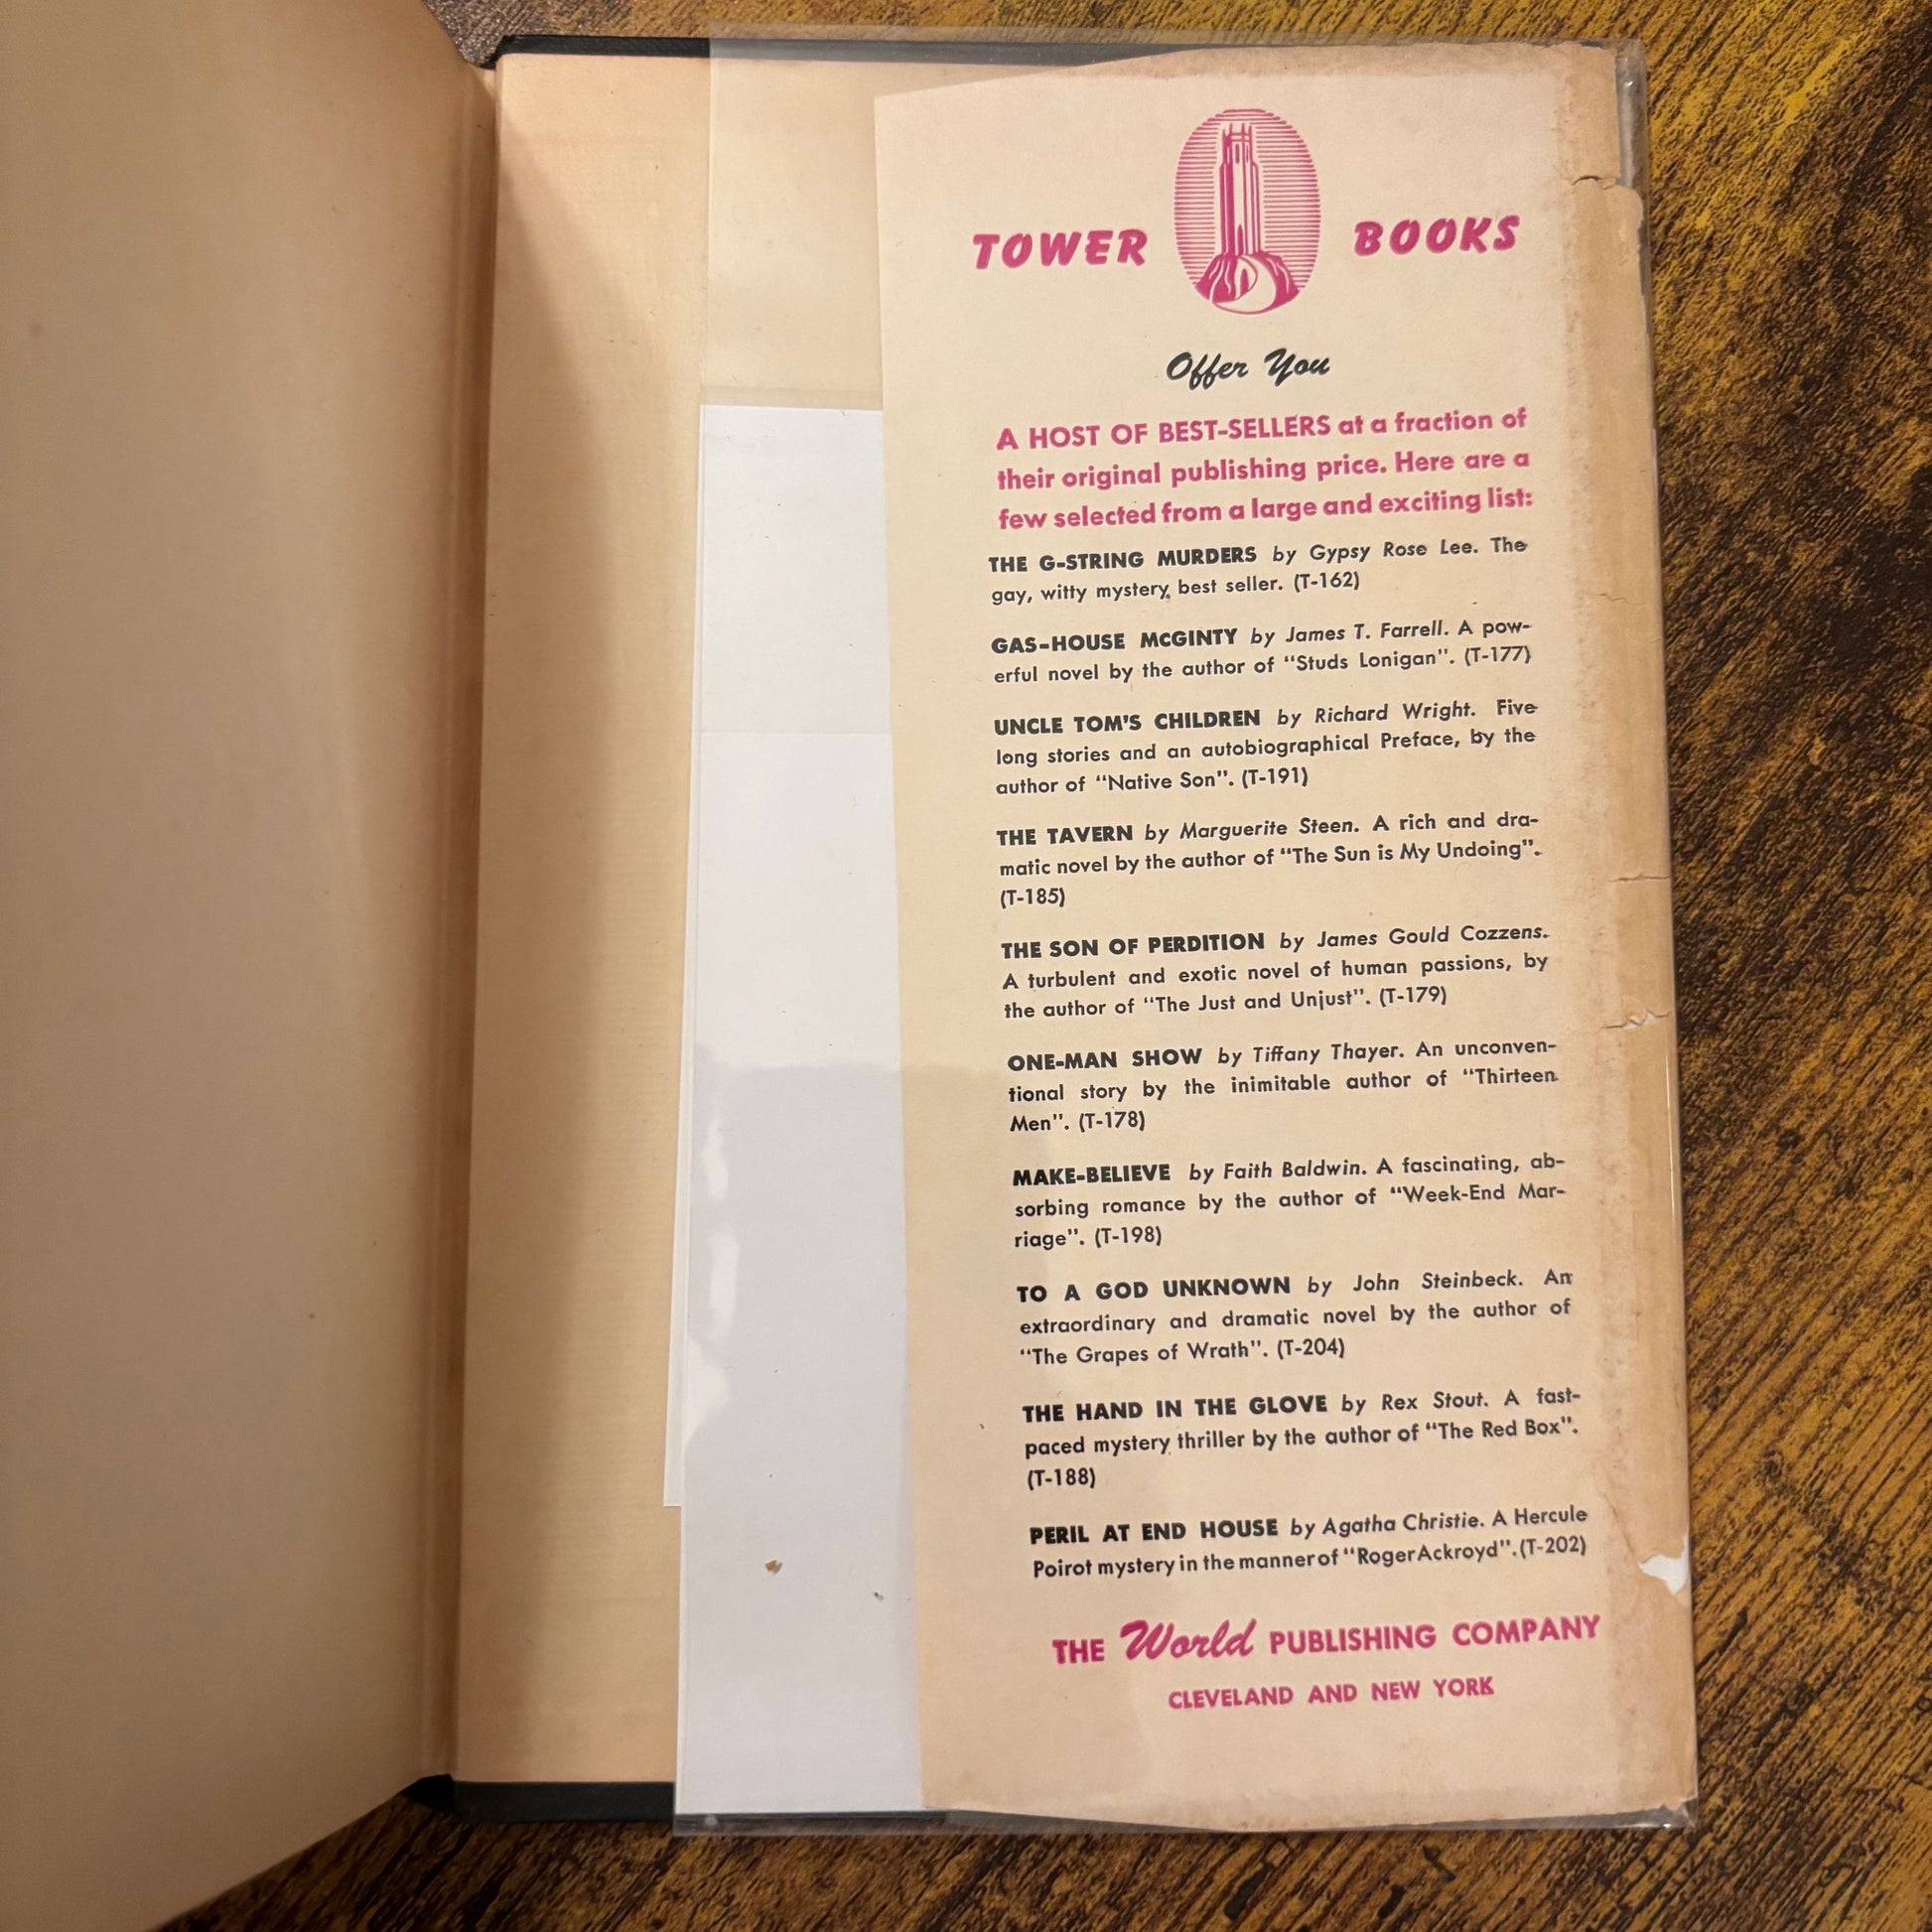 TOWER BOOKS
Offer You
A HOST OF BEST-SELLERS at a fraction of
their original publishing price. Here are a
few selected from a large and exciting list:
THE G-STRING MURDERS by Gypsy Rose Lee. The
gay, witty mystery best seller. (T-162)
GAS-HOUSE McGINTY by James T. Farrell. A pow-
erful novel by the author of "Studs Lonigan". (T-177)
UNCLE TOM'S CHILDREN by Richard Wright. Five
long stories and an autobiographical Preface, by the
author of "Native Son". (T-191)
THE TAVERN by Marguerite Steen. A rich and dra-
matic novel by the author of "The Sun is My Undoing".
(T-185)
THE SON OF PERDITION by James Gould Cozzens.
A turbulent and exotic novel of human passions, by
the author of "The Just and Unjust". (T-179)
ONE-MAN SHOW by Tiffany Thayer. An unconven-
tional story by the inimitable author of "Thirteen
Men". (T-178)
MAKE-BELIEVE by Faith Baldwin. A fascinating, ab-
sorbing romance by the author of "Week-End Mar-
riage". (T-198)
TO A GOD UNKNOWN by John Steinbeck. An
extraordinary and dramatic novel by the author of
"The Grapes of Wrath". (T-204)
THE HAND IN THE GLOVE by Rex Stout. A fast-
paced mystery thriller by the author of "The Red Box".
(T-188)
PERIL AT END HOUSE by Agatha Christie. A Hercule
Poirot mystery in the manner of "Roger Ackroyd". (T-202)
THE World PUBLISHING COMPANY
CLEVELAND AND NEW YORK